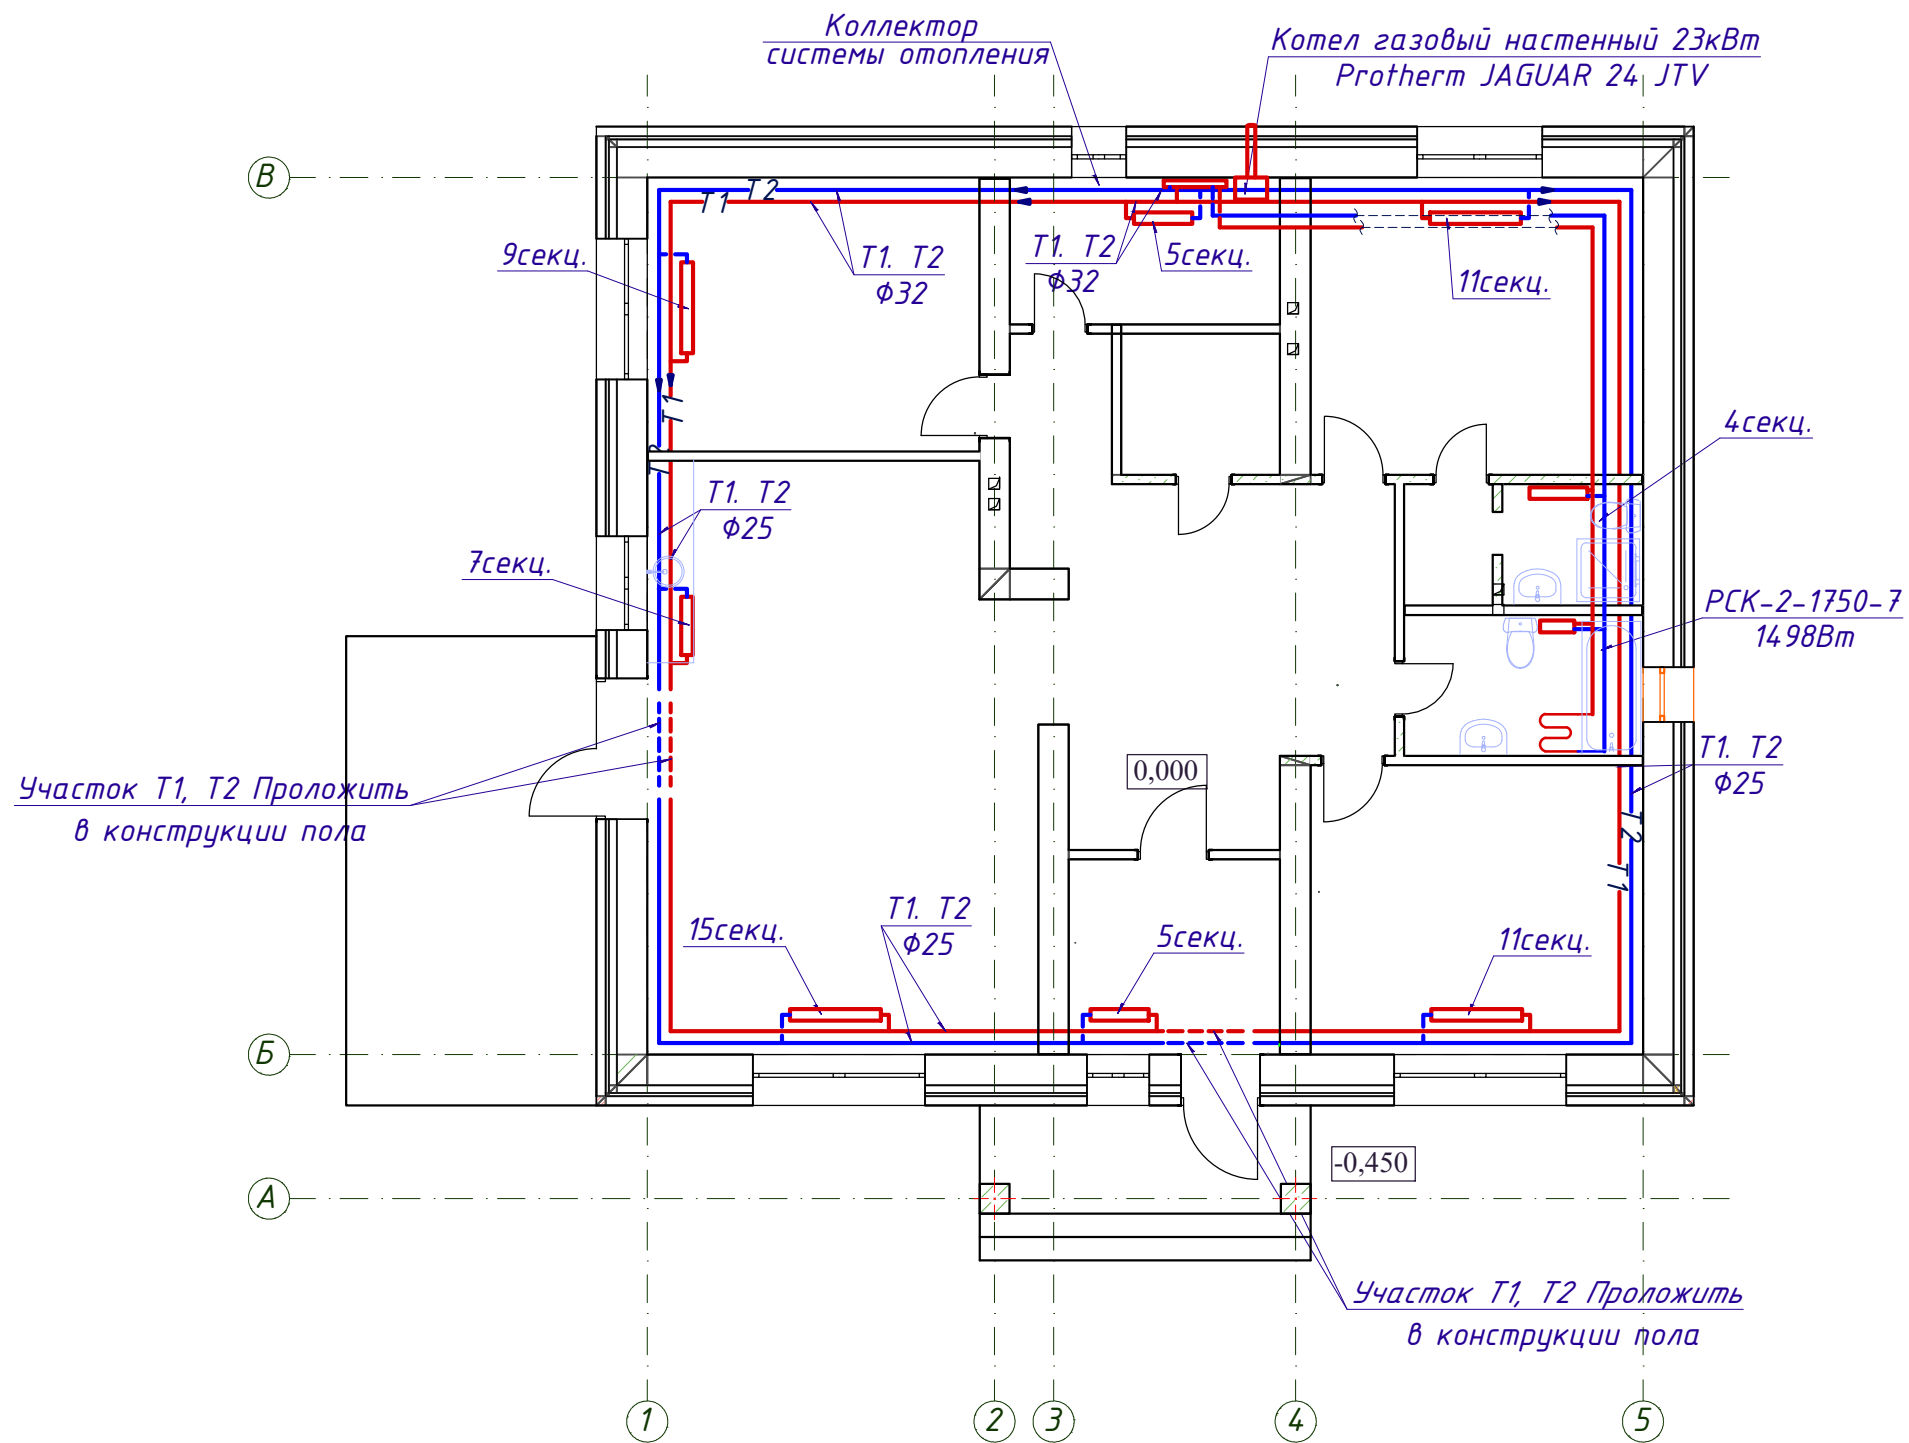 Коллектор
системы отопления
Котел газовый настенный 23кВт
Protherm JAGUAR 24 JTV
В
Т1
Т2
9секц.
Т1. Т2
Ф32
Т1. Т2
Ф32
5секц.
11секц.
Т1
Т2
4секц.
Т1. Т2
Ф25
7секц.
РСК-2-1750-7
1498Вт
0,000
Т1. Т2
Ф25
Участок Т1, Т2 Проложить
в конструкции пола
Т2
Т1
15секц.
Т1. Т2
Ф25
5секц.
11секц.
Б
-0,450
А
Участок Т1, Т2 Проложить
в конструкции пола
1
2
3
4
5